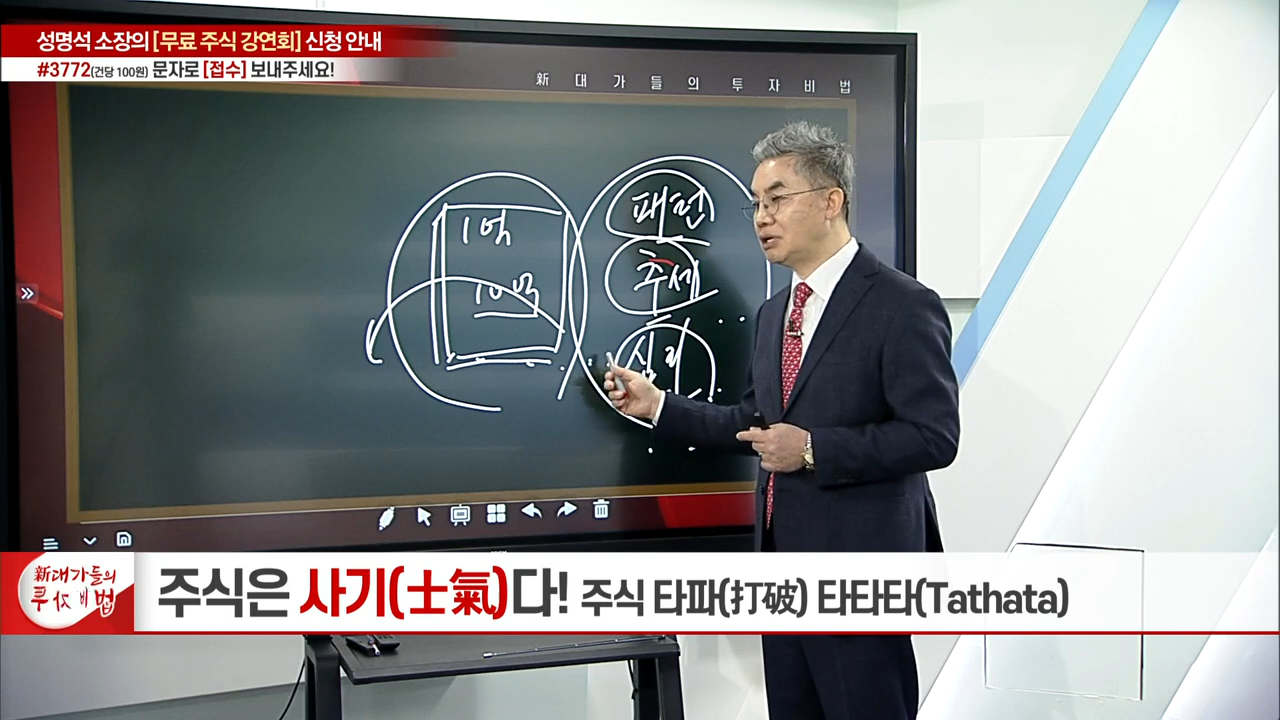 성명석 소장의 [무료 주식 강연회] 신청 안내
#3772(건당 100원) 문자로 [접수] 보내주세요!
新 대 가 들 의 투 자 비 법
1억
10억
패턴
추세
심리
新대가들의
투자비법
주식은 사기(士氣)다! 주식 타파(打破) 타타타(Tathata)